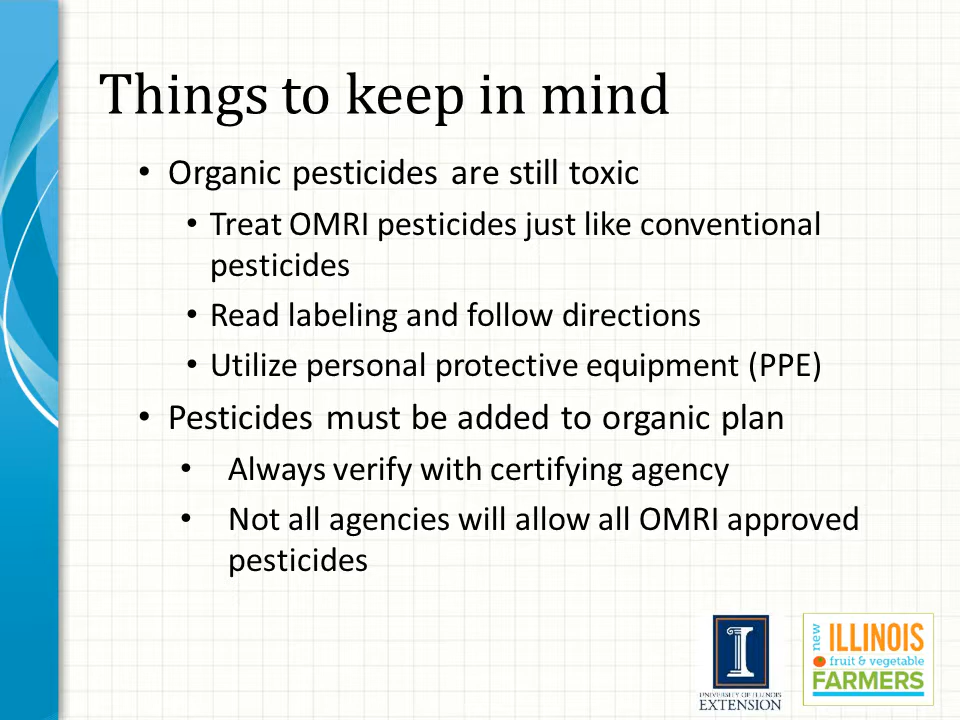 Things to keep in mind
• Organic pesticides are still toxic
• Treat OMRI pesticides just like conventional
pesticides
• Read labeling and follow directions
• Utilize personal protective equipment (PPE)
• Pesticides must be added to organic plan
• Always verify with certifying agency
• Not all agencies will allow all OMRI approved
pesticides
I
UNIVERSITY OF ILLINOIS
EXTENSION
new
ILLINOIS
fruit & vegetable
FARMERS